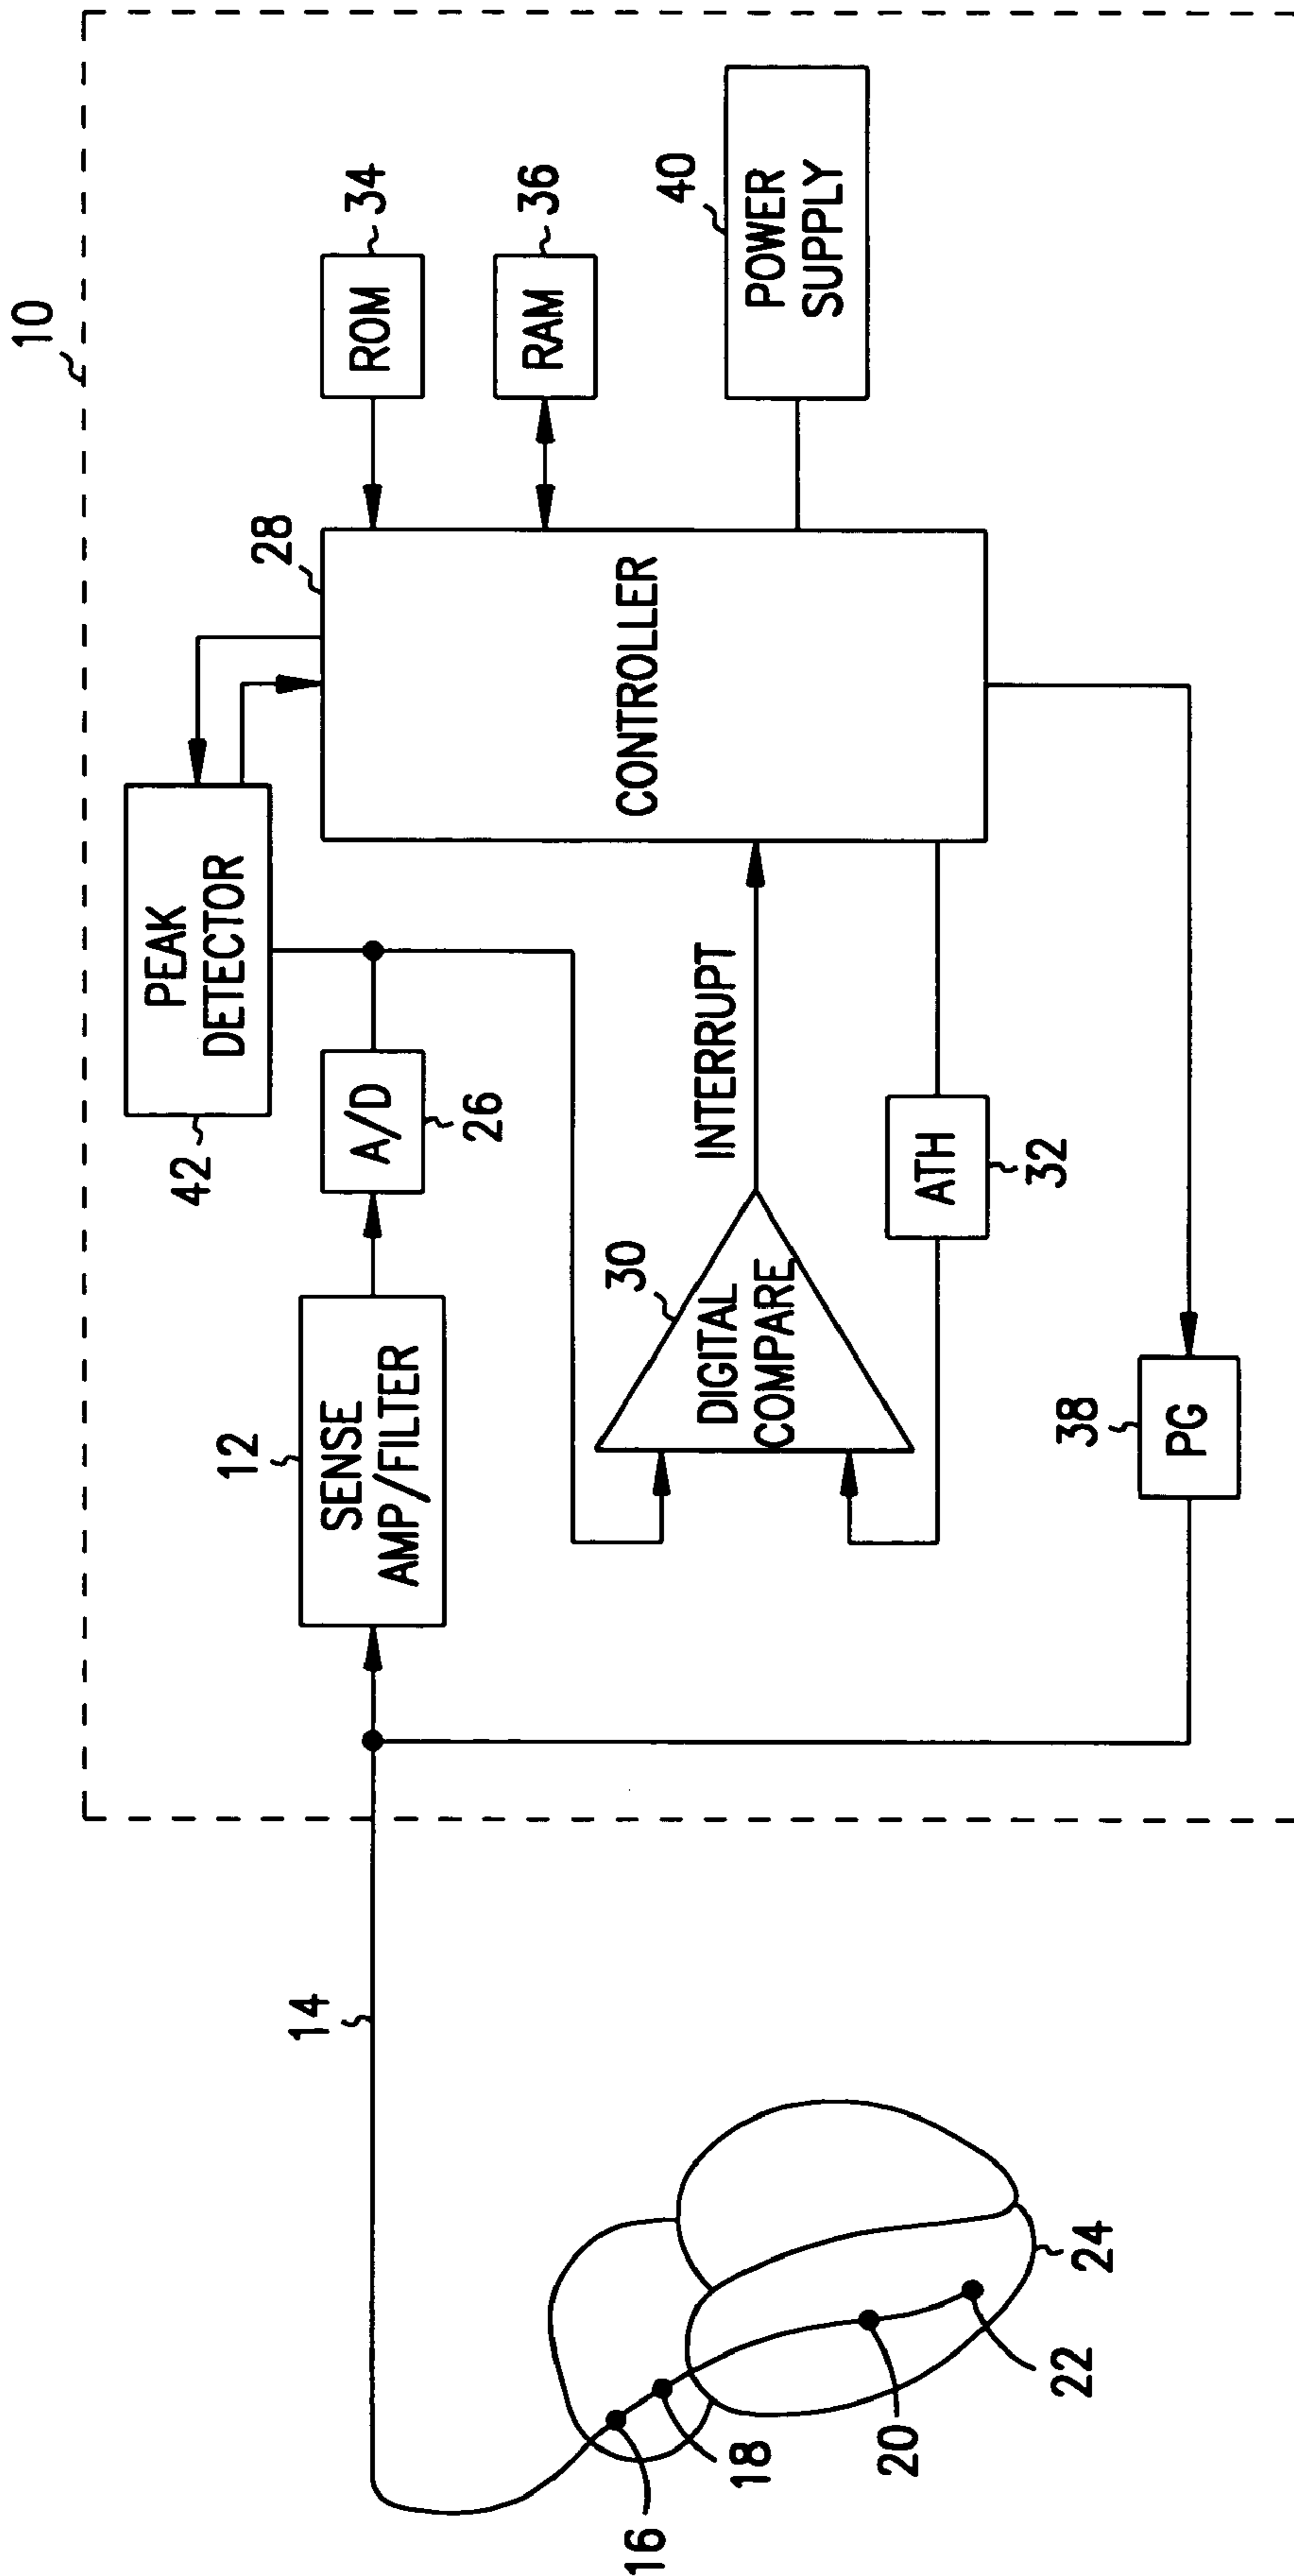 10
42
PEAK
DETECTOR
28
ROM
34
RAM
36
40
POWER
SUPPLY
CONTROLLER
12
SENSE
AMP/FILTER
A/D
26
30
DIGITAL
COMPARE
INTERRUPT
ATH
32
38
PG
14
16
18
20
22
24